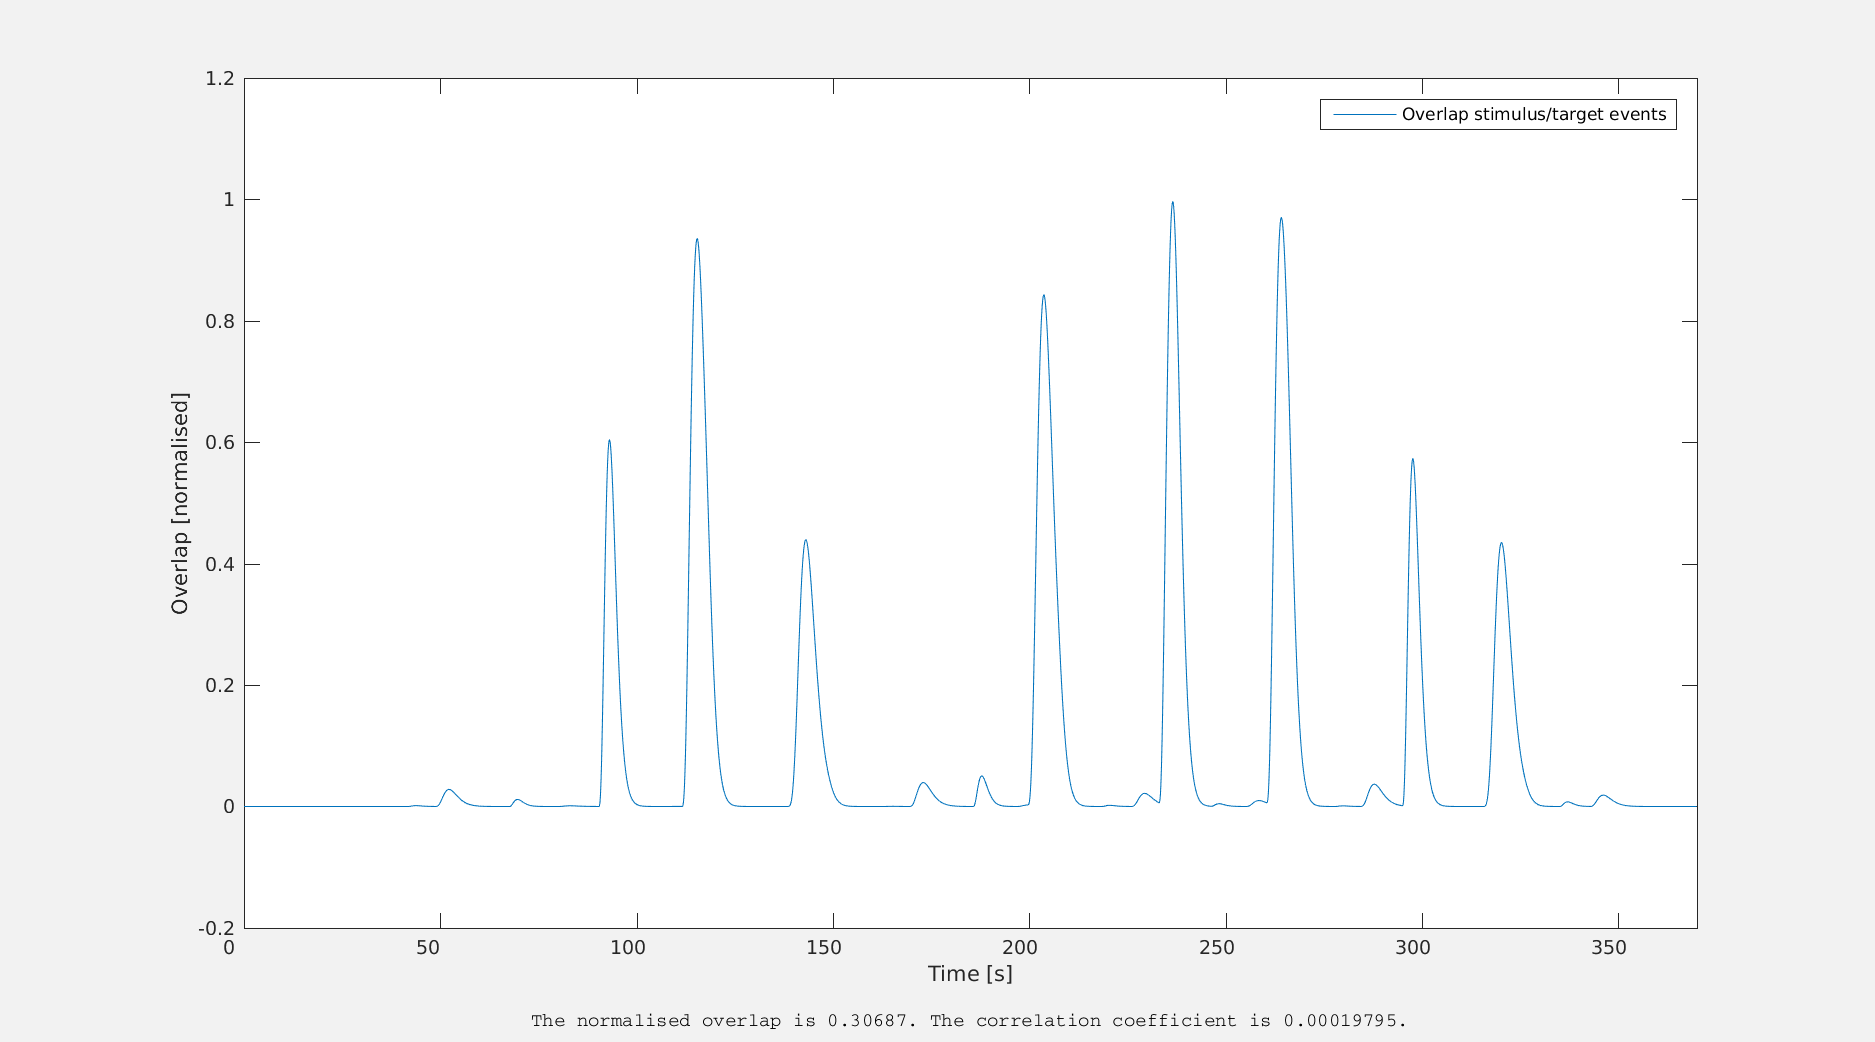 1.2
1
0.8
0.6
0.4
0.2
0
-0.2
Overlap [normalised]
Overlap stimulus/target events
0 50 100 150 200 250 300 350
Time [s]
The normalised overlap is 0.30687. The correlation coefficient is 0.00019795.